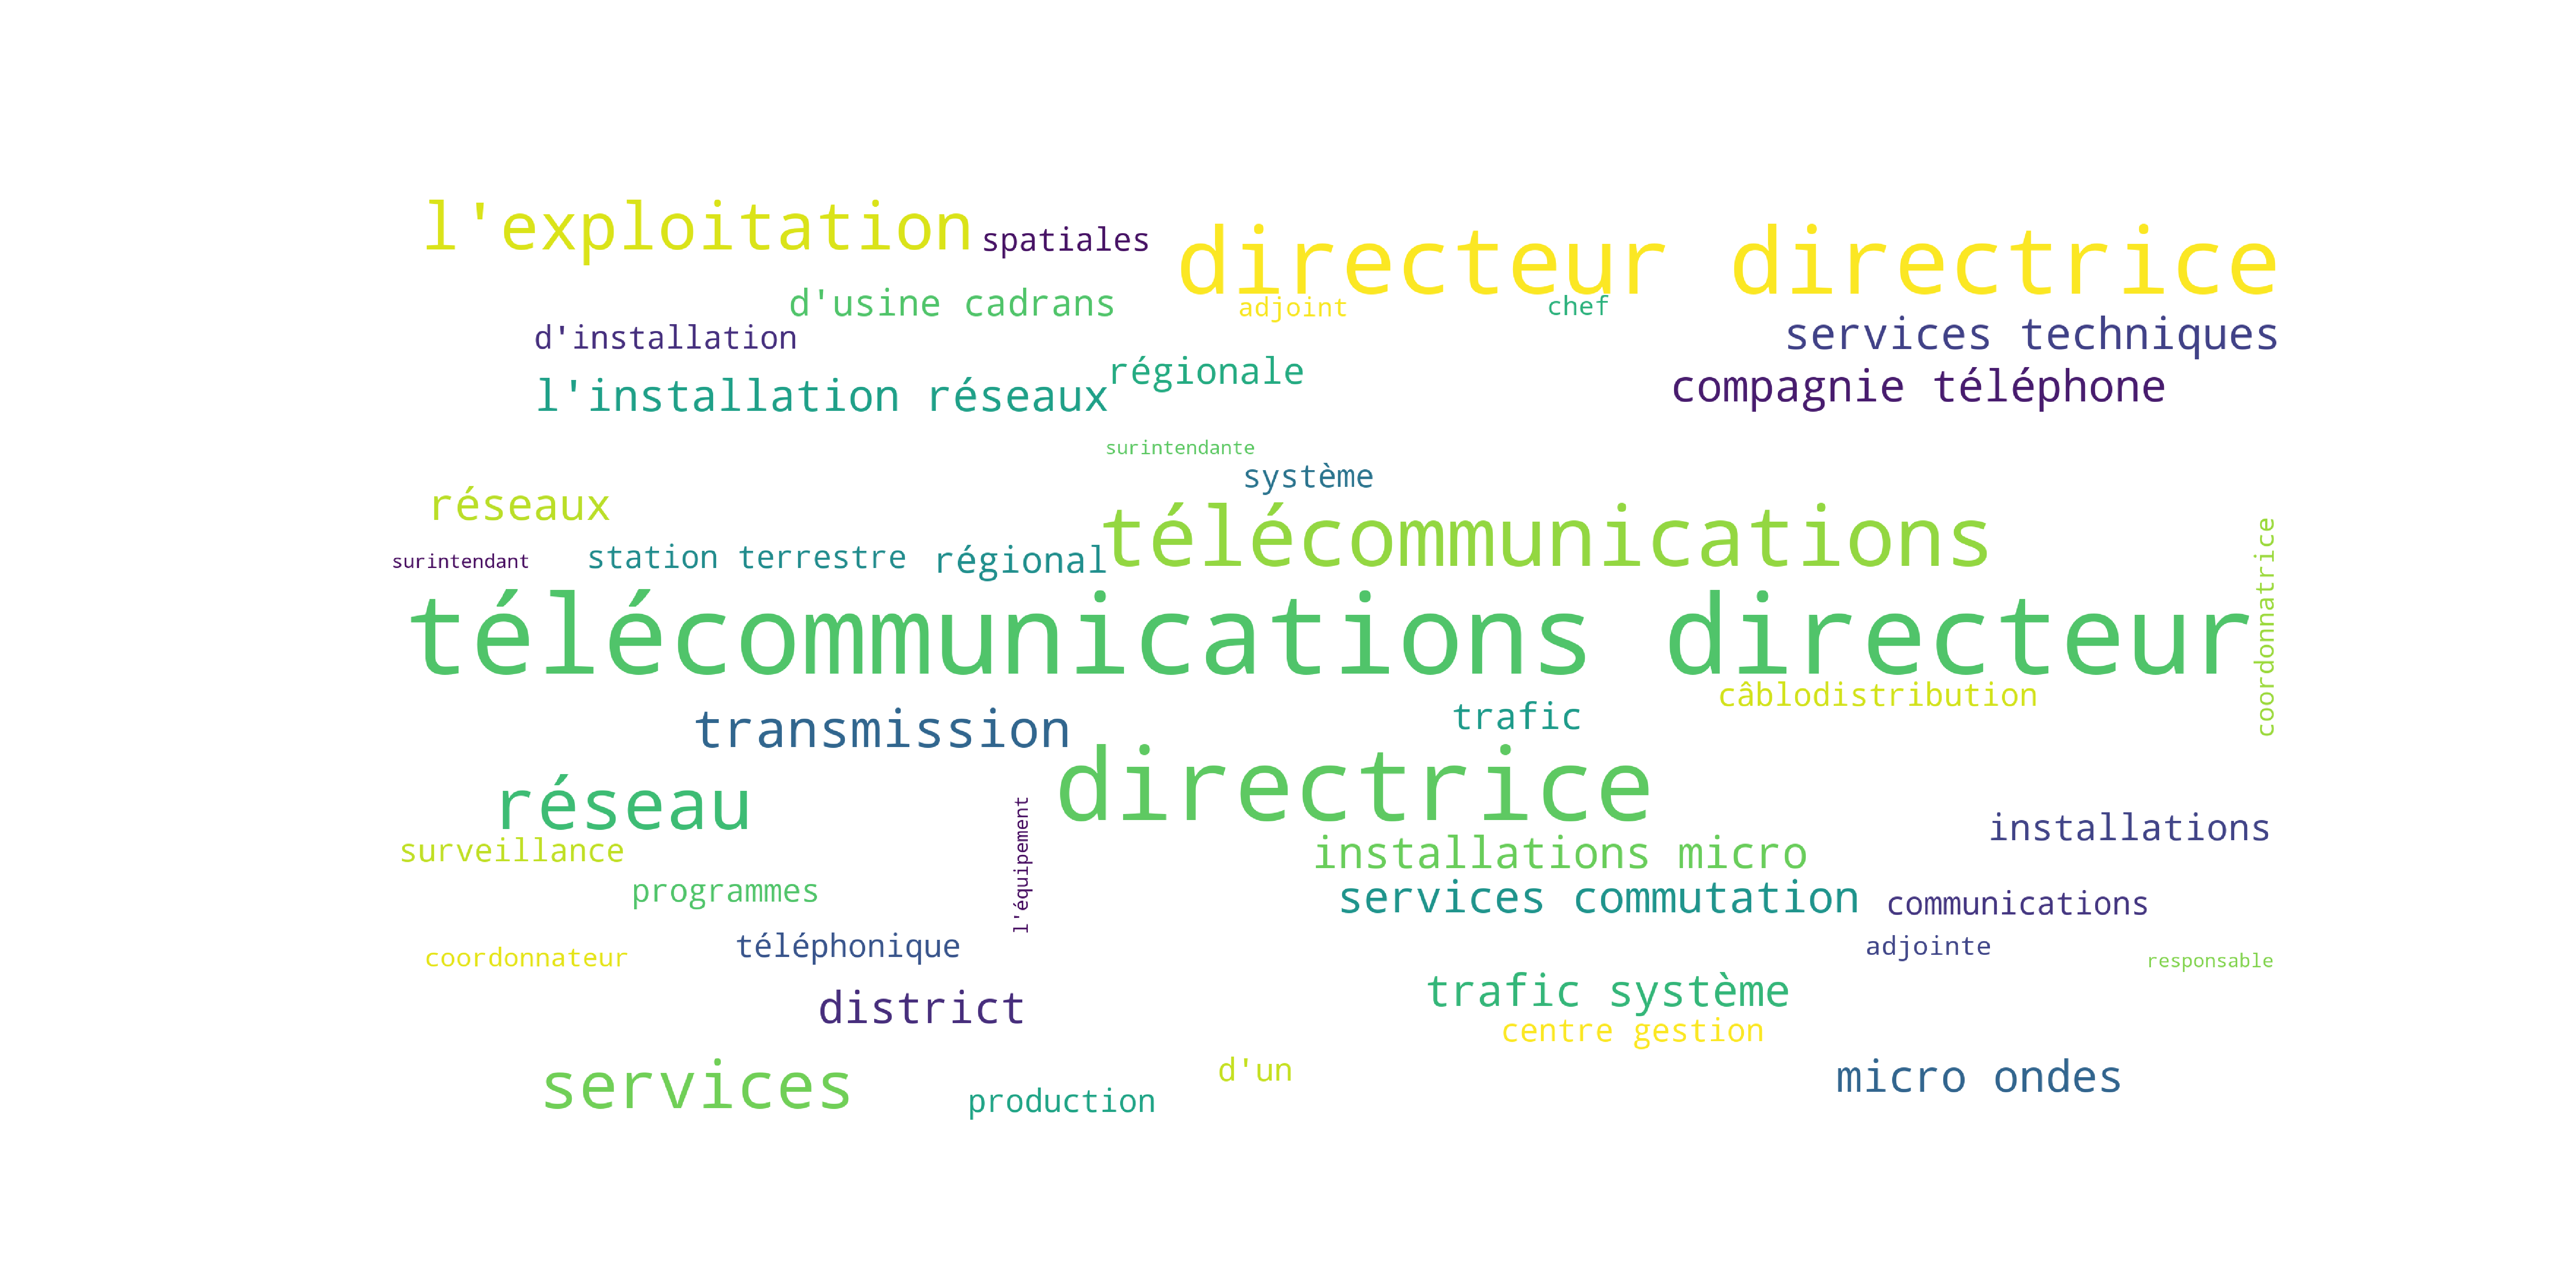 l'exploitation
spatiales
directeur directrice
d'usine cadrans
adjoint
chef
d'installation
services techniques
régionale
l'installation réseaux
compagnie téléphone
surintendante
système
réseaux
télécommunications
surintendant
station terrestre
régional
coordonnatrice
télécommunications directeur
câblodistribution
transmission
trafic
directrice
réseau
installations
surveillance
l'équipement
installations micro
programmes
services commutation
communications
coordonnateur
téléphonique
adjointe
responsable
district
trafic système
centre gestion
services
d'un
micro ondes
production